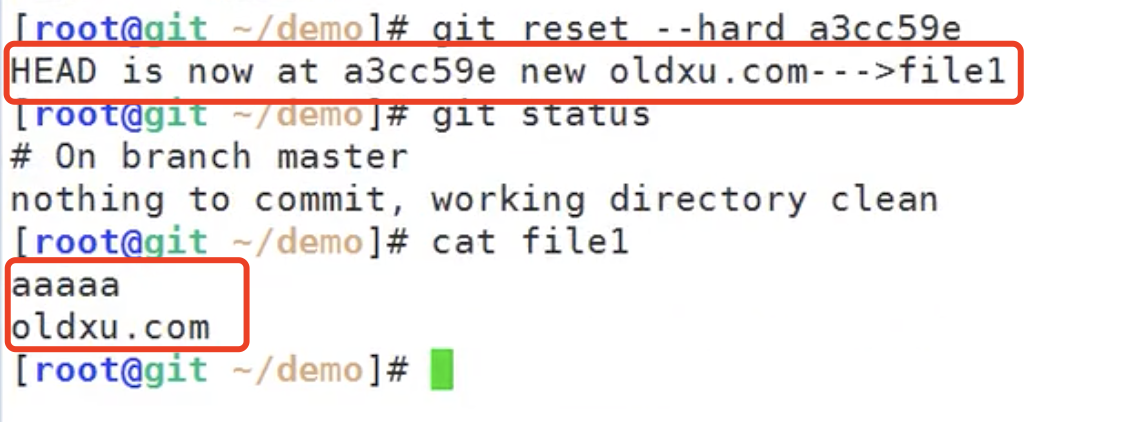 [root@git ~/demo]# git reset --hard a3cc59e
HEAD is now at a3cc59e new oldxu.com--->file1
[root@git ~/demo]# git status
# On branch master
nothing to commit, working directory clean
[root@git ~/demo]# cat file1
aaaaa
oldxu.com
[root@git ~/demo]#